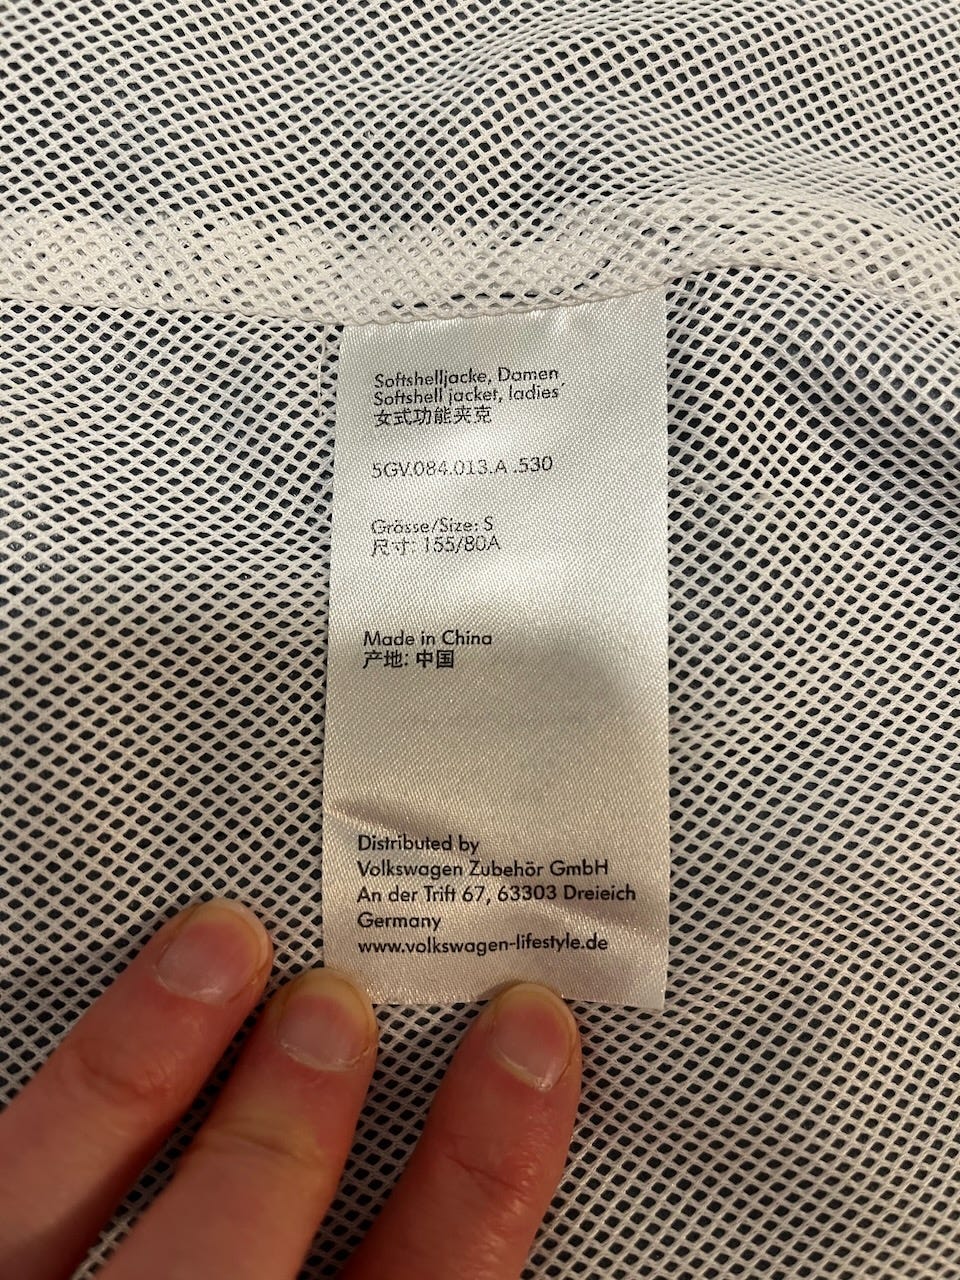 Softshelljacke, Damen
Softshell jacket, ladies'
女式功能夹克
5GV.084.013.A .530
Grösse/Size: S
尺寸: 155/80A
Made in China
产地: 中国
Distributed by
Volkswagen Zubehör GmbH
An der Trift 67, 63303 Dreieich
Germany
www.volkswagen-lifestyle.de